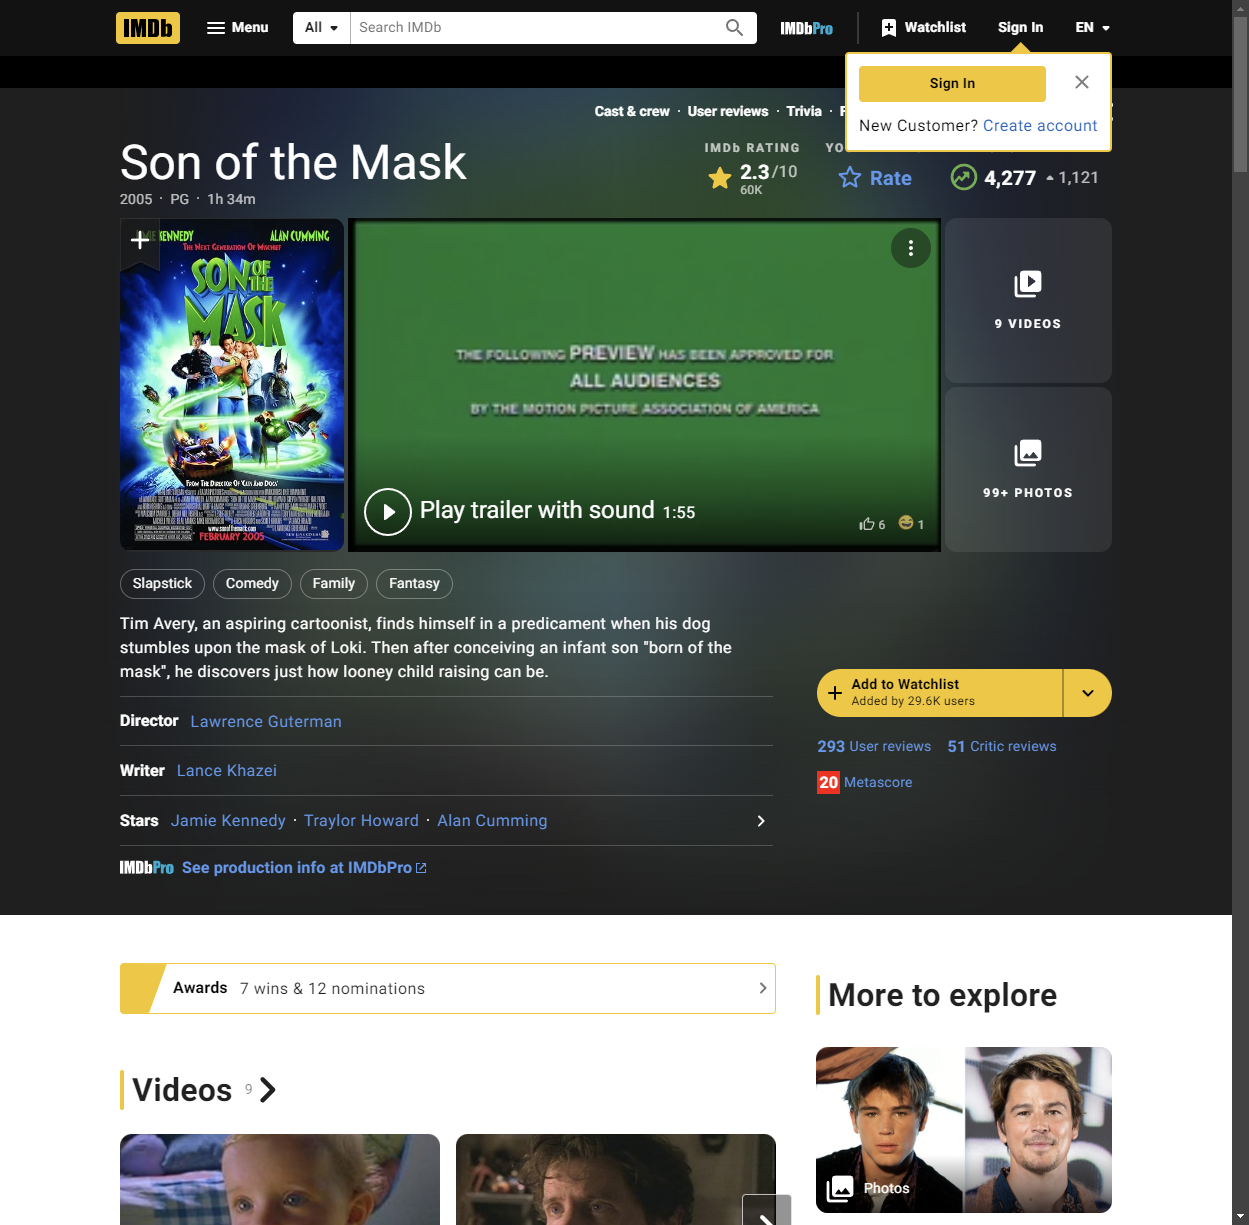 IMDb
Menu
All
Search IMDb
IMDbPro
Watchlist
Sign In
EN
Sign In
New Customer? Create account
Cast & crew · User reviews · Trivia ·
IMDb RATING
Son of the Mask
2.3/10
60K
Rate
4,277
1,121
2005 · PG · 1h 34m
KENNEDY
ALAN CUMMING
THE NEXT GENERATION OF MISCHIEF
SON OF THE MASK
FROM THE DIRECTOR OF 'CATS AND DOGS'
www.sonofthemask.com
FEBRUARY 2005
THE FOLLOWING PREVIEW HAS BEEN APPROVED FOR
ALL AUDIENCES
BY THE MOTION PICTURE ASSOCIATION OF AMERICA
Play trailer with sound 1:55
6
1
9 VIDEOS
99+ PHOTOS
Slapstick
Comedy
Family
Fantasy
Tim Avery, an aspiring cartoonist, finds himself in a predicament when his dog
stumbles upon the mask of Loki. Then after conceiving an infant son "born of the
mask", he discovers just how looney child raising can be.
Director Lawrence Guterman
Writer Lance Khazei
Stars Jamie Kennedy · Traylor Howard · Alan Cumming
IMDbPro See production info at IMDbPro
Add to Watchlist
Added by 29.6K users
293 User reviews 51 Critic reviews
20 Metascore
Awards 7 wins & 12 nominations
Videos 9
More to explore
Photos